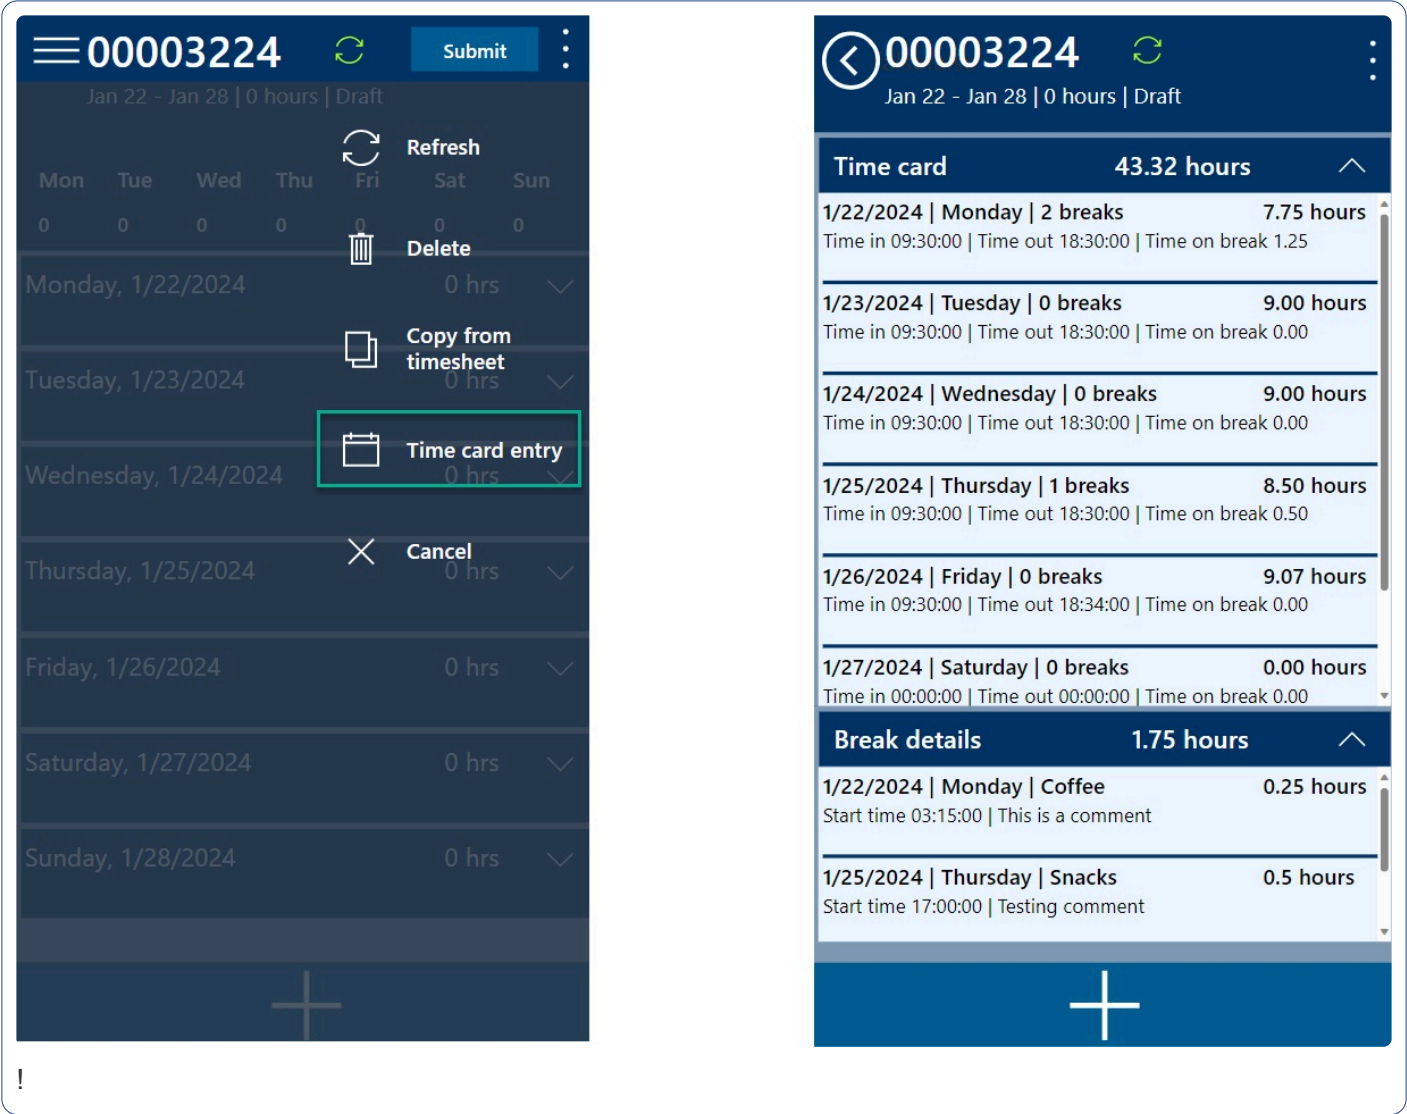 00003224 Submit
Jan 22 - Jan 28 | 0 hours | Draft
Refresh
Mon Tue Wed Thu Fri Sat Sun
0 0 0 0 0 0 0
Delete
Monday, 1/22/2024 0 hrs
Copy from
timesheet
Tuesday, 1/23/2024 0 hrs
Time card entry
Wednesday, 1/24/2024 0 hrs
Cancel
Thursday, 1/25/2024 0 hrs
Friday, 1/26/2024 0 hrs
Saturday, 1/27/2024 0 hrs
Sunday, 1/28/2024 0 hrs
00003224
Jan 22 - Jan 28 | 0 hours | Draft
Time card 43.32 hours
1/22/2024 | Monday | 2 breaks 7.75 hours
Time in 09:30:00 | Time out 18:30:00 | Time on break 1.25
1/23/2024 | Tuesday | 0 breaks 9.00 hours
Time in 09:30:00 | Time out 18:30:00 | Time on break 0.00
1/24/2024 | Wednesday | 0 breaks 9.00 hours
Time in 09:30:00 | Time out 18:30:00 | Time on break 0.00
1/25/2024 | Thursday | 1 breaks 8.50 hours
Time in 09:30:00 | Time out 18:30:00 | Time on break 0.50
1/26/2024 | Friday | 0 breaks 9.07 hours
Time in 09:30:00 | Time out 18:34:00 | Time on break 0.00
1/27/2024 | Saturday | 0 breaks 0.00 hours
Time in 00:00:00 | Time out 00:00:00 | Time on break 0.00
Break details 1.75 hours
1/22/2024 | Monday | Coffee 0.25 hours
Start time 03:15:00 | This is a comment
1/25/2024 | Thursday | Snacks 0.5 hours
Start time 17:00:00 | Testing comment
!